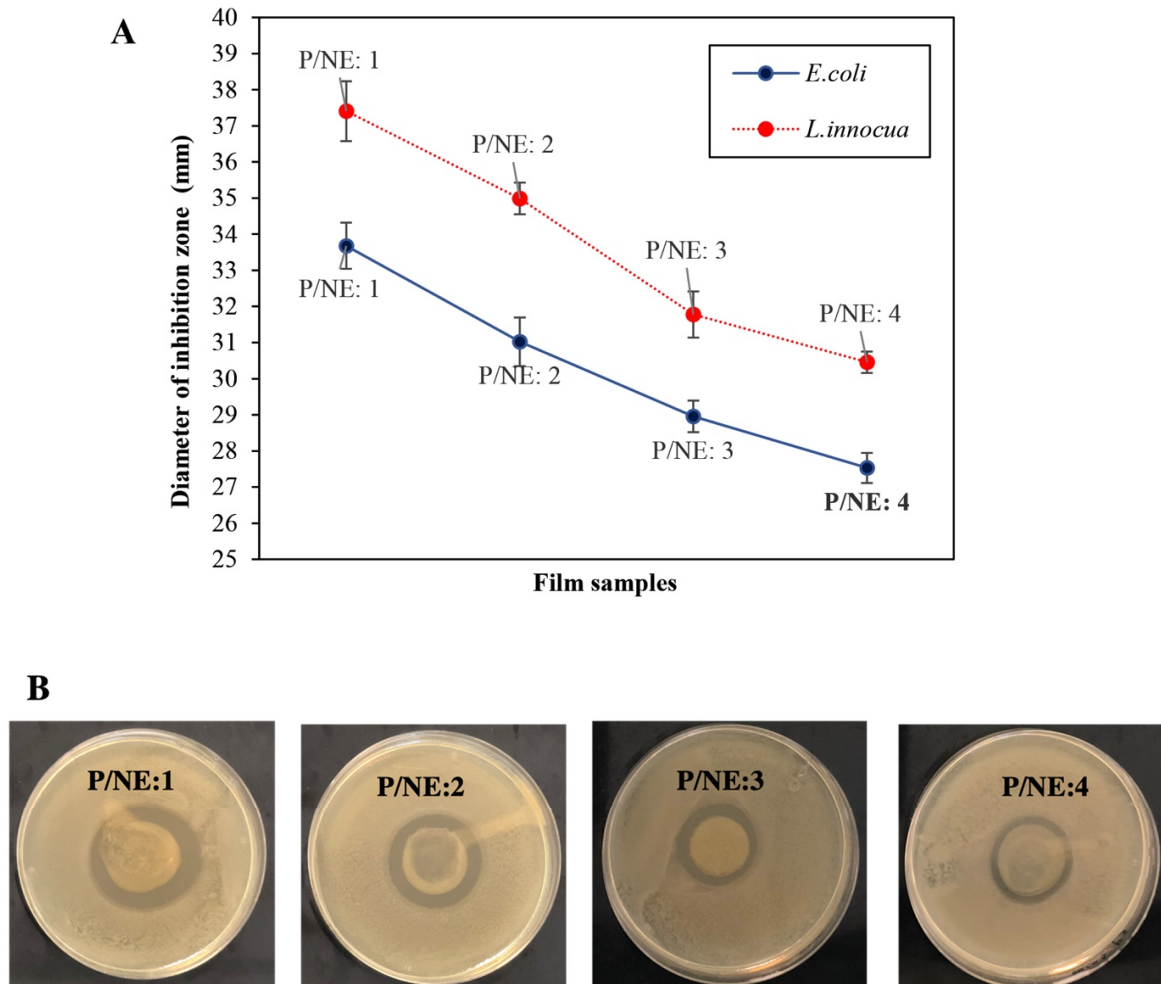 A
40
39
38
37
36
35
34
33
32
31
30
29
28
27
26
25
Diameter of inhibition zone (mm)
P/NE: 1
P/NE: 2
P/NE: 3
P/NE: 4
P/NE: 1
P/NE: 2
P/NE: 3
P/NE: 4
E.coli
L.innocua
Film samples
B
P/NE:1
P/NE:2
P/NE:3
P/NE:4